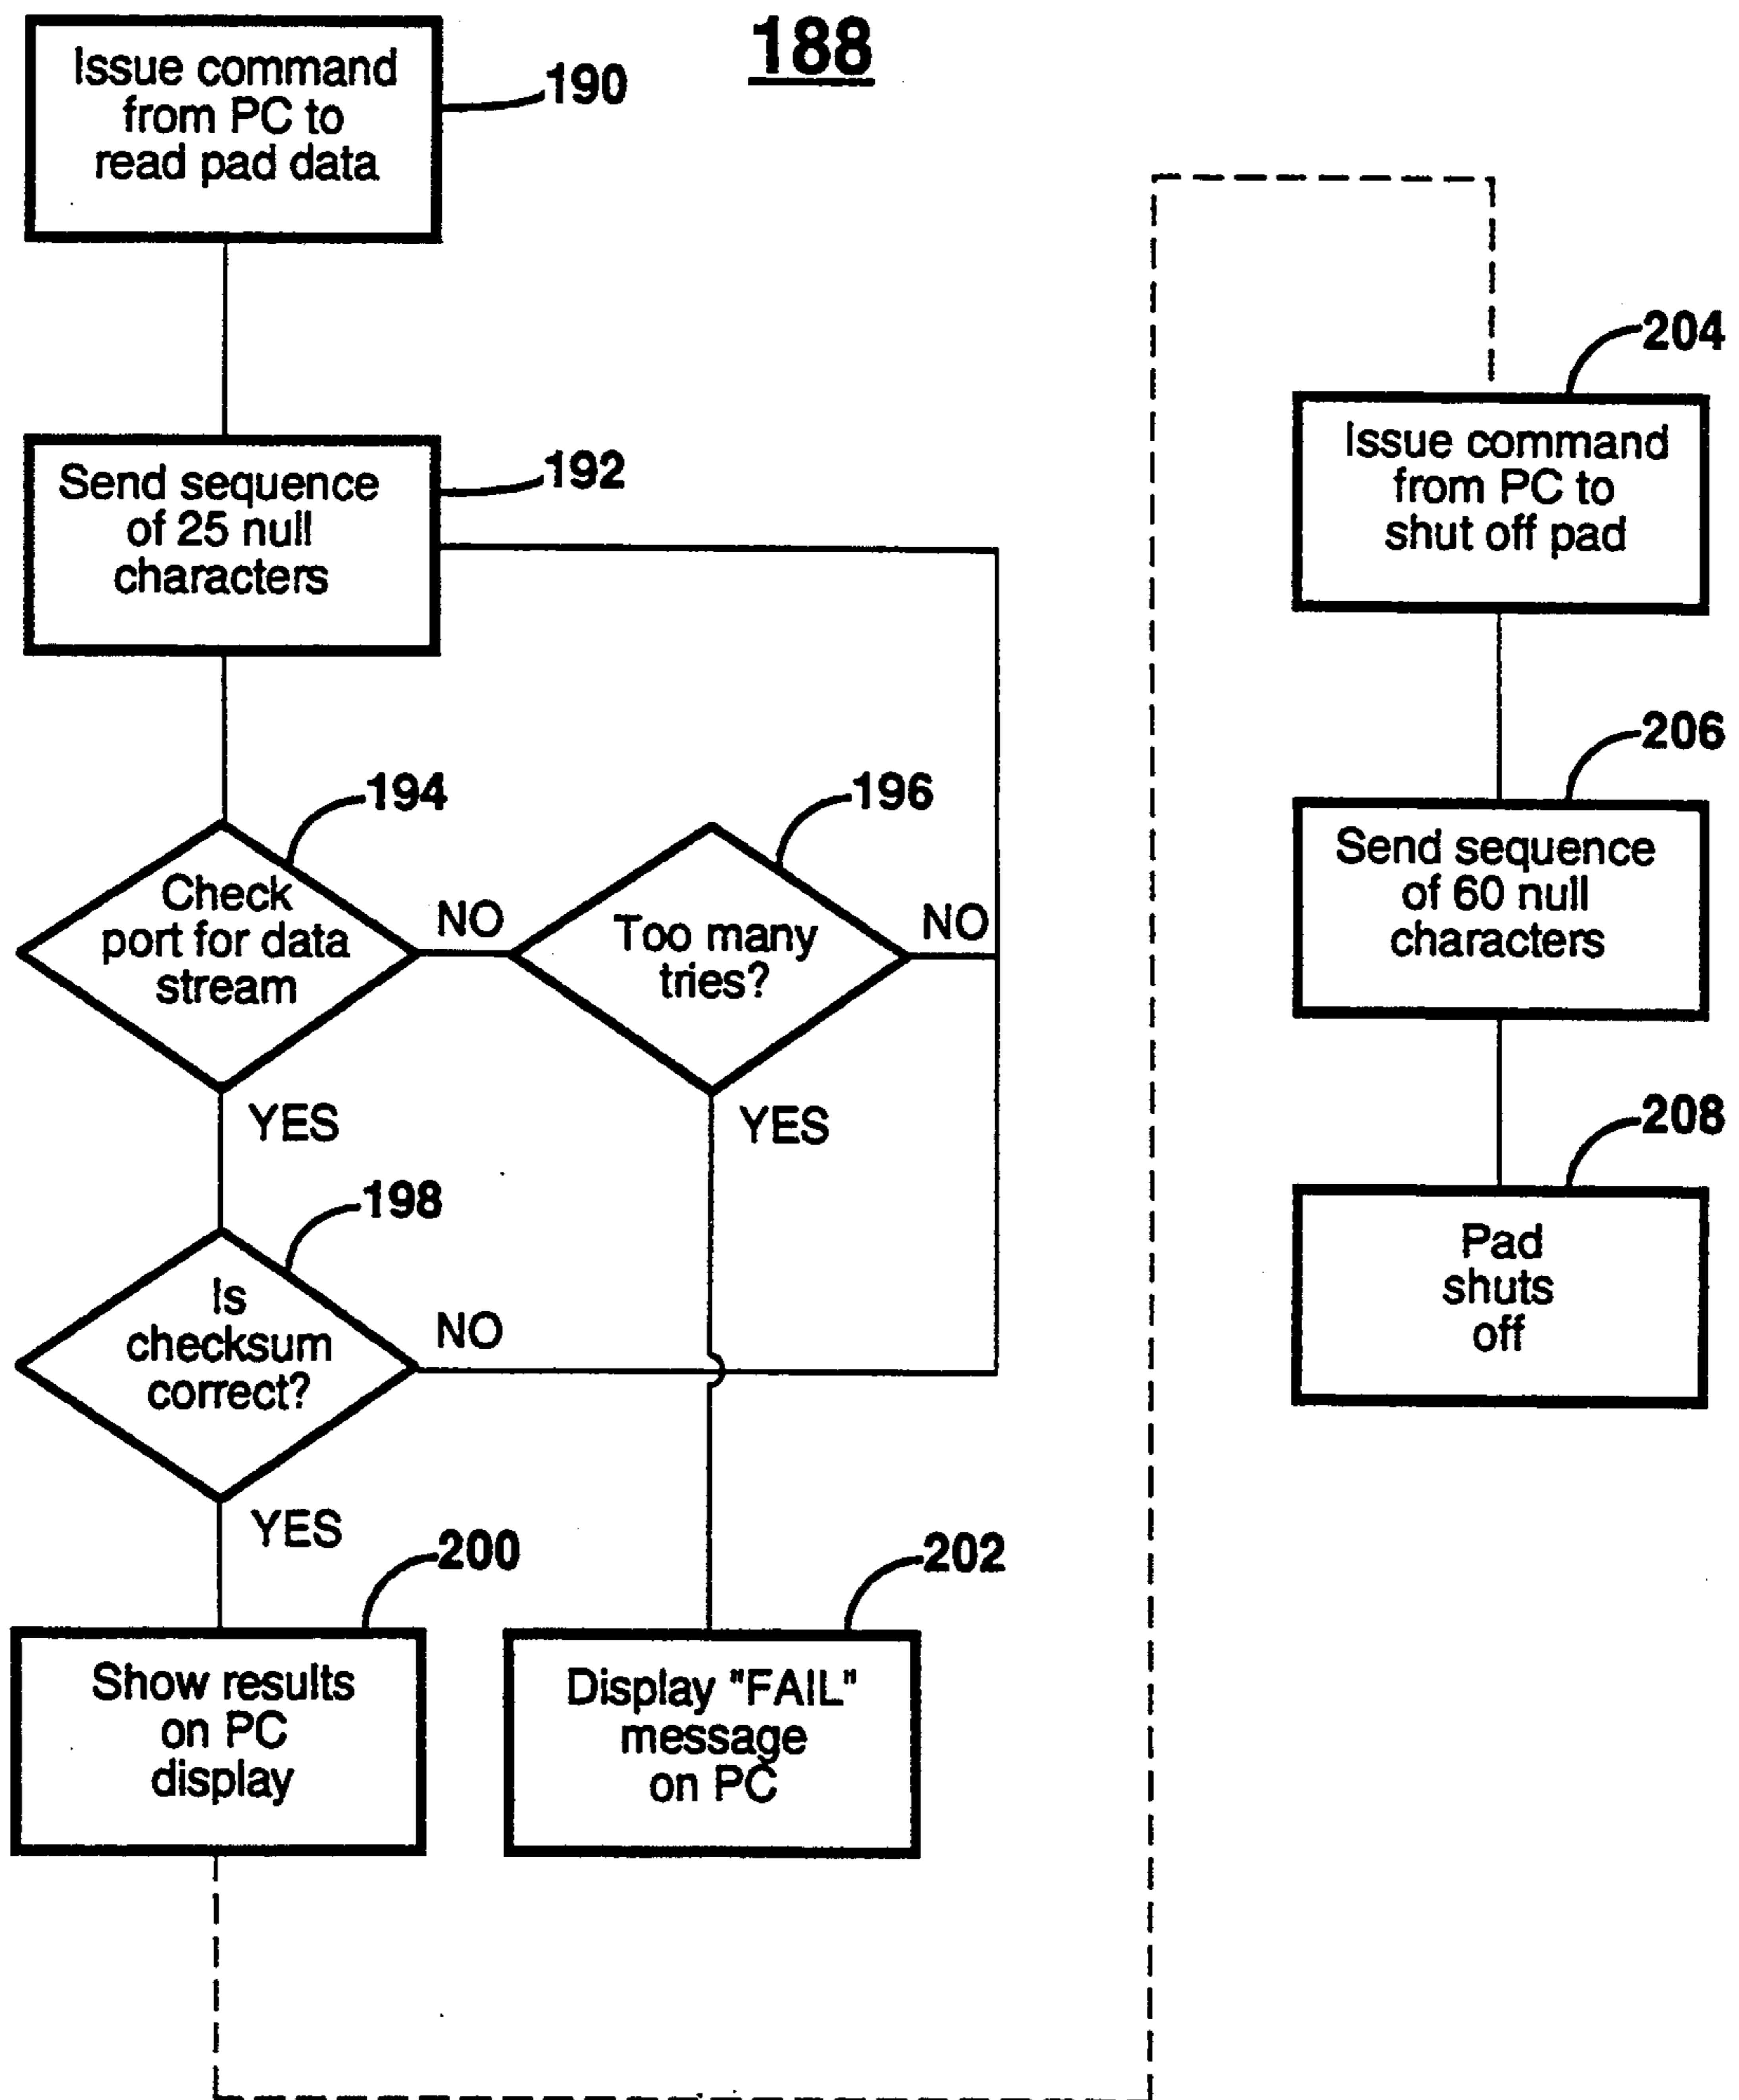 188
Issue command
from PC to
read pad data
190
Send sequence
of 25 null
characters
192
Check
port for data
stream
194
NO
YES
Too many
tries?
196
NO
YES
Is
checksum
correct?
198
NO
YES
Show results
on PC
display
200
Display "FAIL"
message
on PC
202
Issue command
from PC to
shut off pad
204
Send sequence
of 60 null
characters
206
Pad
shuts
off
208